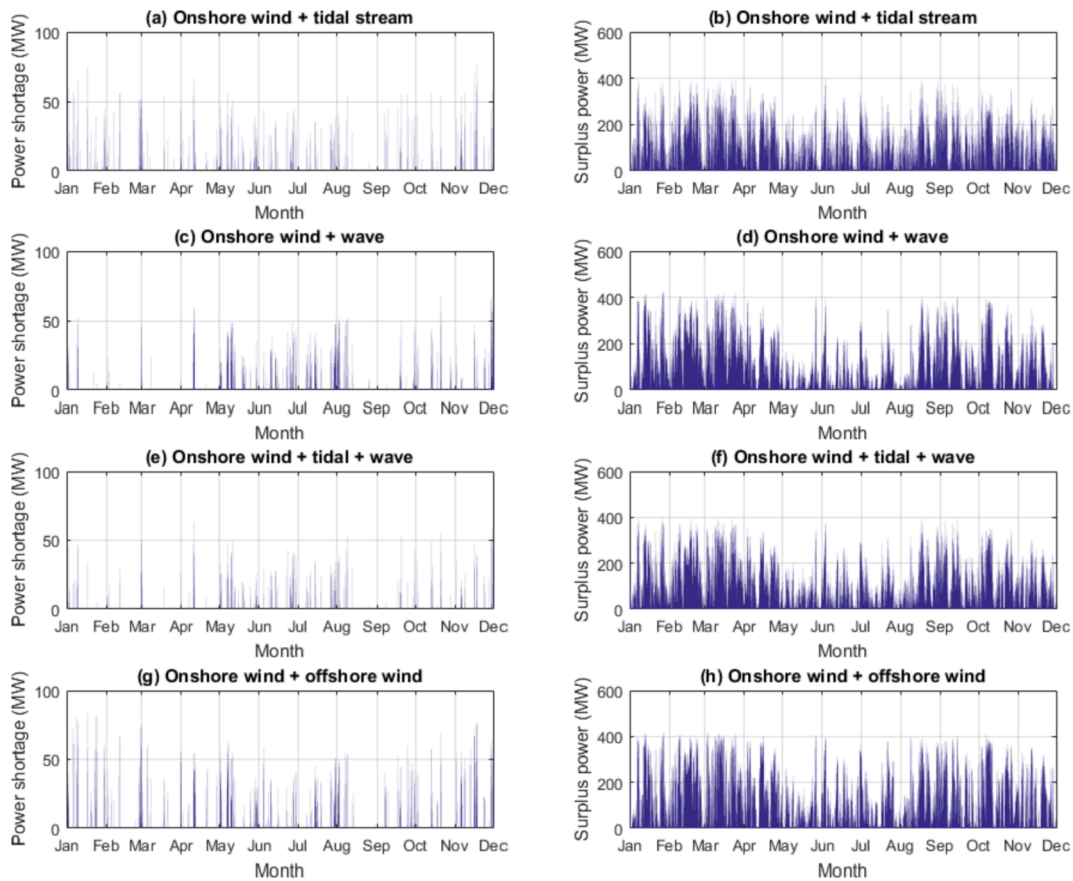 (a) Onshore wind + tidal stream
Power shortage (MW)
100
50
0
Jan Feb Mar Apr May Jun Jul Aug Sep Oct Nov Dec
Month
(b) Onshore wind + tidal stream
Surplus power (MW)
600
400
200
0
Jan Feb Mar Apr May Jun Jul Aug Sep Oct Nov Dec
Month
(c) Onshore wind + wave
Power shortage (MW)
100
50
0
Jan Feb Mar Apr May Jun Jul Aug Sep Oct Nov Dec
Month
(d) Onshore wind + wave
Surplus power (MW)
600
400
200
0
Jan Feb Mar Apr May Jun Jul Aug Sep Oct Nov Dec
Month
(e) Onshore wind + tidal + wave
Power shortage (MW)
100
50
0
Jan Feb Mar Apr May Jun Jul Aug Sep Oct Nov Dec
Month
(f) Onshore wind + tidal + wave
Surplus power (MW)
600
400
200
0
Jan Feb Mar Apr May Jun Jul Aug Sep Oct Nov Dec
Month
(g) Onshore wind + offshore wind
Power shortage (MW)
100
50
0
Jan Feb Mar Apr May Jun Jul Aug Sep Oct Nov Dec
Month
(h) Onshore wind + offshore wind
Surplus power (MW)
600
400
200
0
Jan Feb Mar Apr May Jun Jul Aug Sep Oct Nov Dec
Month